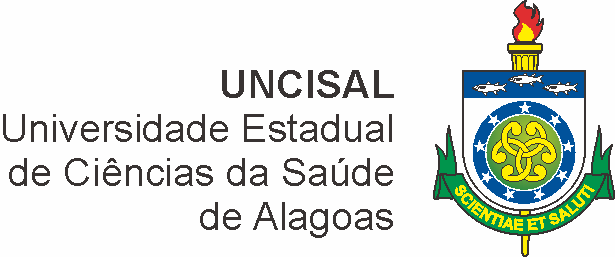 UNCISAL
Universidade Estadual
de Ciências da Saúde
de Alagoas
SCIENTIAE ET SALUTI